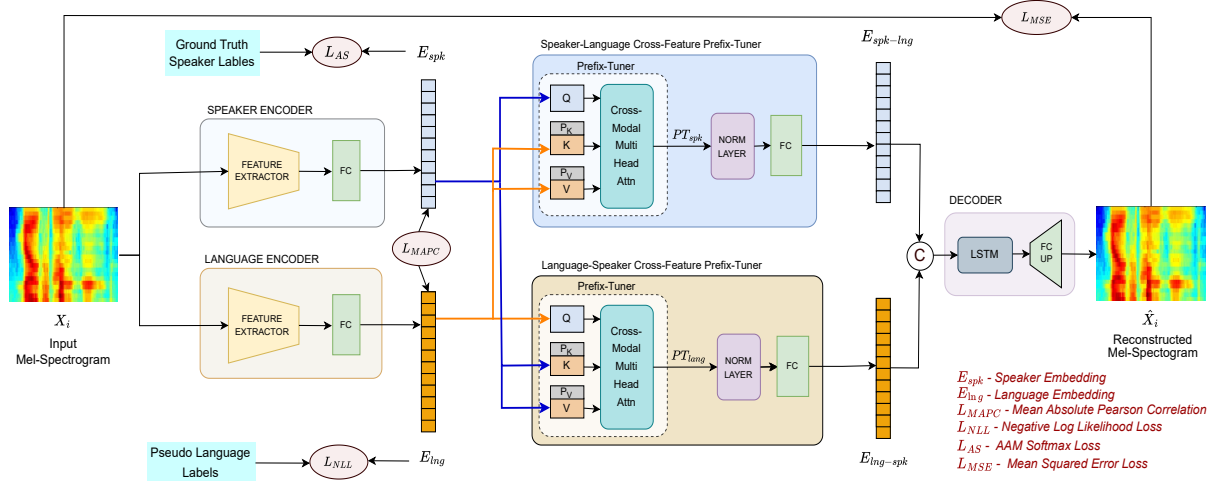 L_MSE
Ground Truth
Speaker Lables
L_AS
E_spk
E_spk-lng
Speaker-Language Cross-Feature Prefix-Tuner
Prefix-Tuner
SPEAKER ENCODER
FEATURE
EXTRACTOR
FC
Q
P_K
K
P_V
V
Cross-
Modal
Multi
Head
Attn
PT_spk
NORM
LAYER
FC
L_MAPC
DECODER
C
LSTM
FC
UP
LANGUAGE ENCODER
FEATURE
EXTRACTOR
FC
Language-Speaker Cross-Feature Prefix-Tuner
Prefix-Tuner
Q
P_K
K
P_V
V
Cross-
Modal
Multi
Head
Attn
PT_lang
NORM
LAYER
FC
X_i
Input
Mel-Spectrogram
X̂_i
Reconstructed
Mel-Spectrogram
Pseudo Language
Labels
L_NLL
E_lng
E_lng-spk
E_spk - Speaker Embedding
E_lng - Language Embedding
L_MAPC - Mean Absolute Pearson Correlation
L_NLL - Negative Log Likelihood Loss
L_AS - AAM Softmax Loss
L_MSE - Mean Squared Error Loss